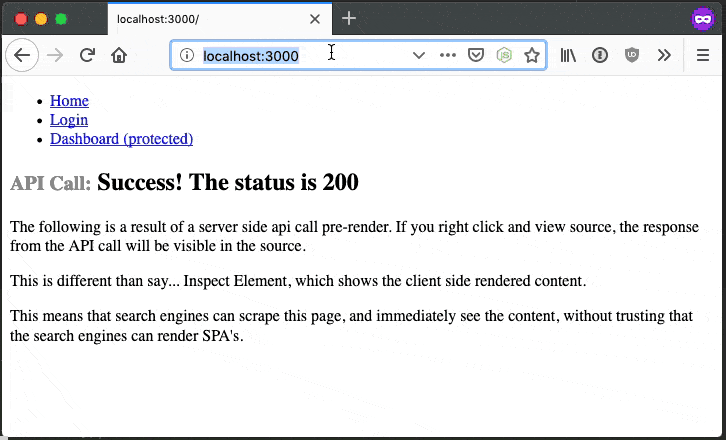 localhost:3000/
localhost:3000
Home
Login
Dashboard (protected)
API Call: Success! The status is 200
The following is a result of a server side api call pre-render. If you right click and view source, the response
from the API call will be visible in the source.
This is different than say... Inspect Element, which shows the client side rendered content.
This means that search engines can scrape this page, and immediately see the content, without trusting that
the search engines can render SPA's.